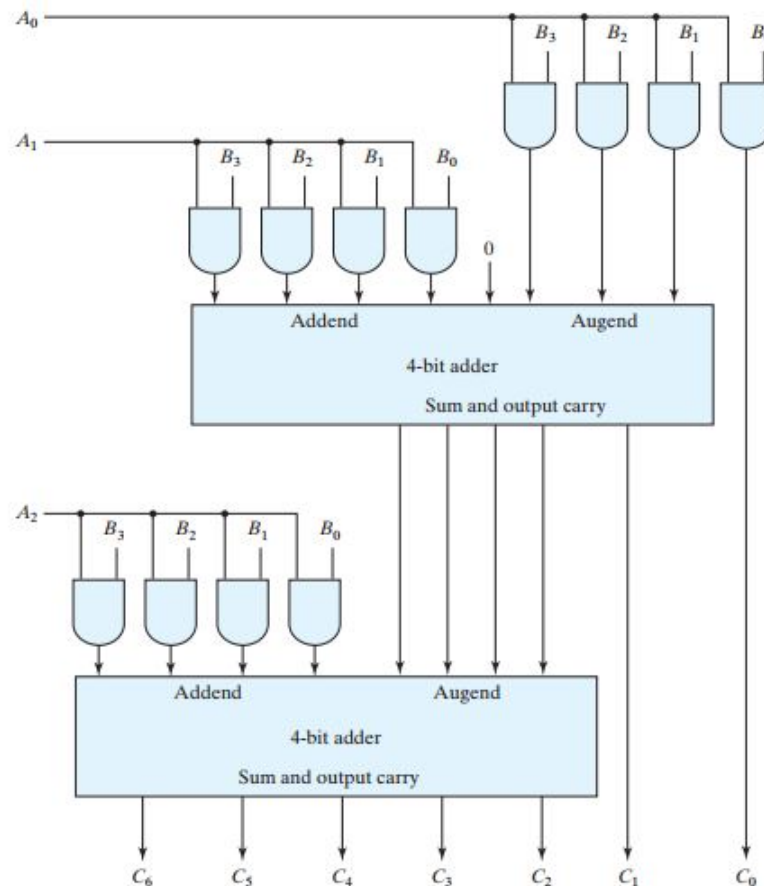 A₀
B₃ B₂ B₁ B
A₁
B₃ B₂ B₁ B₀
0
Addend Augend
4-bit adder
Sum and output carry
A₂
B₃ B₂ B₁ B₀
Addend Augend
4-bit adder
Sum and output carry
C₆ C₅ C₄ C₃ C₂ C₁ C₀